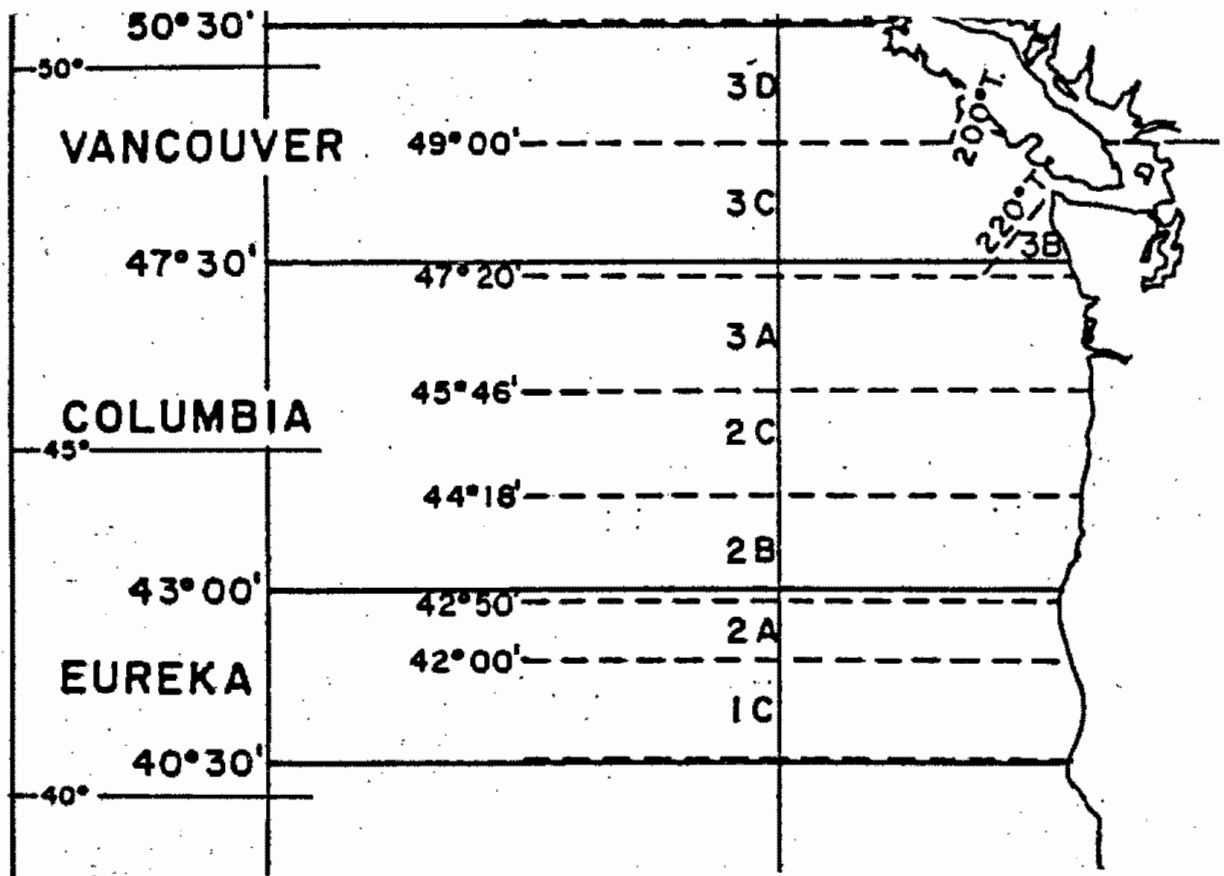 50°30'
50°
3D
200°T.
VANCOUVER
49°00'
3C
220°T
3B
47°30'
47°20'
3A
45°46'
COLUMBIA
2C
45°
44°18'
2B
43°00'
42°50'
2A
42°00'
EUREKA
1C
40°30'
40°